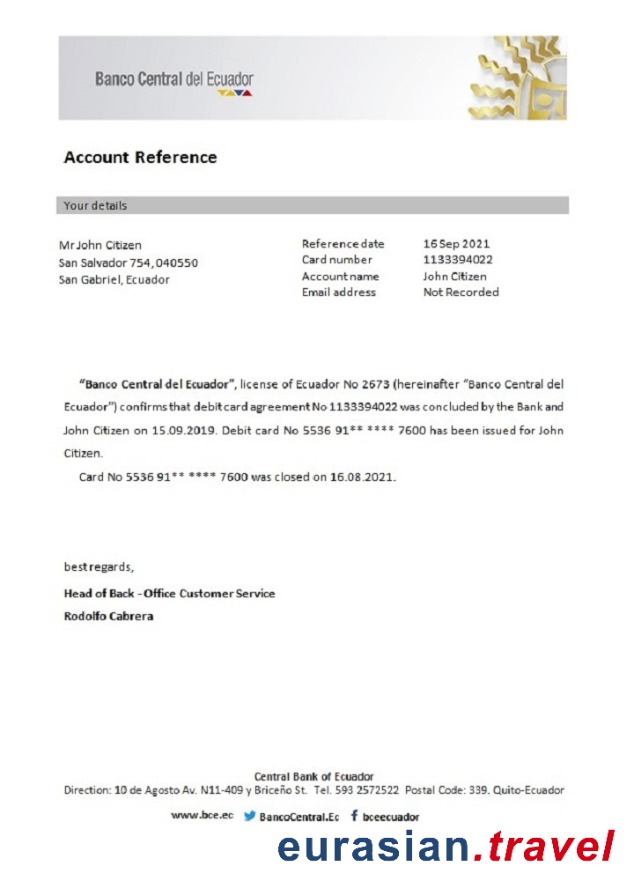 Banco Central del Ecuador
Account Reference
Your details
Mr John Citizen
San Salvador 754, 040550
San Gabriel, Ecuador
Reference date 16 Sep 2021
Card number 1133394022
Account name John Citizen
Email address Not Recorded
“Banco Central del Ecuador”, license of Ecuador No 2673 (hereinafter “Banco Central del
Ecuador”) confirms that debit card agreement No 1133394022 was concluded by the Bank and
John Citizen on 15.09.2019. Debit card No 5536 91** **** 7600 has been issued for John
Citizen.
Card No 5536 91** **** 7600 was closed on 16.08.2021.
best regards,
Head of Back - Office Customer Service
Rodolfo Cabrera
Central Bank of Ecuador
Direction: 10 de Agosto Av. N11-409 y Briceño St. Tel. 593 2572522 Postal Code: 339. Quito-Ecuador
www.bce.ec BancoCentral.Ec f bceecuador
eurasian.travel